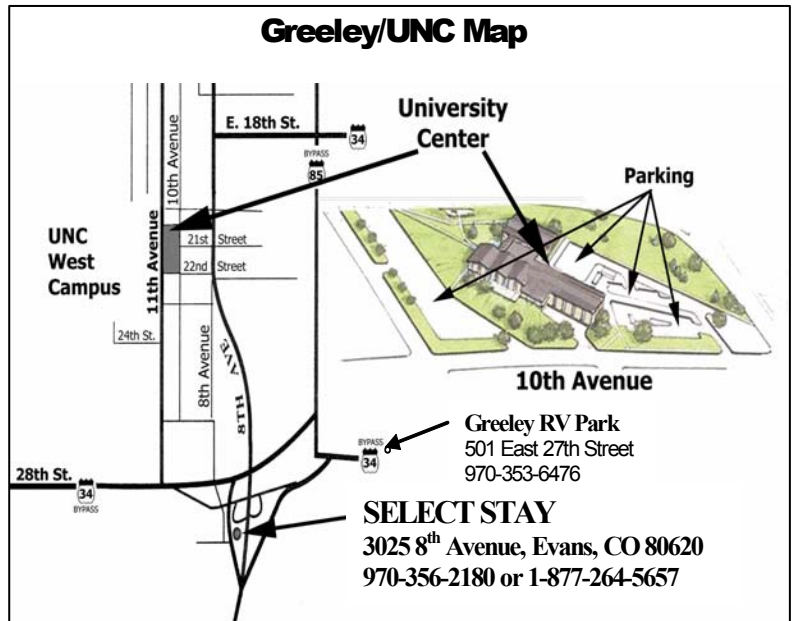 Greeley/UNC Map
University
Center
E. 18th St.
34
BYPASS
85
Parking
10th Avenue
11th Avenue
UNC
West
Campus
21st Street
22nd Street
24th St.
8th Avenue
8TH AVE.
10th Avenue
BYPASS
34
Greeley RV Park
501 East 27th Street
970-353-6476
28th St.
34
BYPASS
SELECT STAY
3025 8th Avenue, Evans, CO 80620
970-356-2180 or 1-877-264-5657